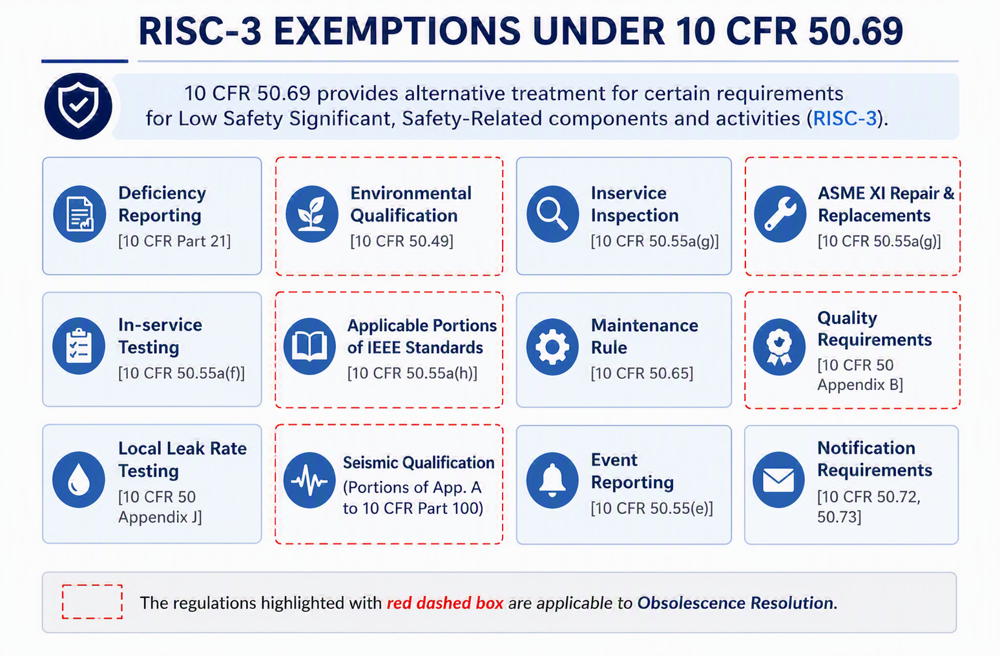 RISC-3 EXEMPTIONS UNDER 10 CFR 50.69
10 CFR 50.69 provides alternative treatment for certain requirements
for Low Safety Significant, Safety-Related components and activities (RISC-3).
Deficiency
Reporting
[10 CFR Part 21]
Environmental
Qualification
[10 CFR 50.49]
Inservice
Inspection
[10 CFR 50.55a(g)]
ASME XI Repair &
Replacements
[10 CFR 50.55a(g)]
In-service
Testing
[10 CFR 50.55a(f)]
Applicable Portions
of IEEE Standards
[10 CFR 50.55a(h)]
Maintenance
Rule
[10 CFR 50.65]
Quality
Requirements
[10 CFR 50
Appendix B]
Local Leak Rate
Testing
[10 CFR 50
Appendix J]
Seismic Qualification
(Portions of App. A
to 10 CFR Part 100)
Event
Reporting
[10 CFR 50.55(e)]
Notification
Requirements
[10 CFR 50.72,
50.73]
The regulations highlighted with red dashed box are applicable to Obsolescence Resolution.